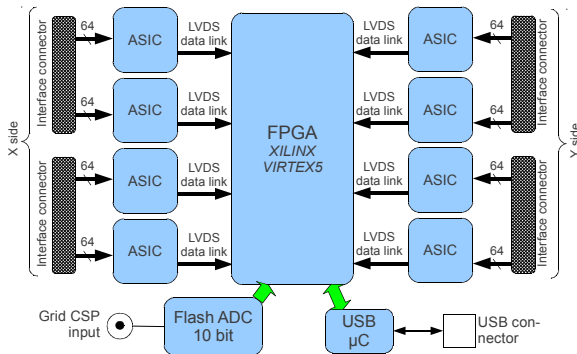 X side
Interface connector
64
ASIC
LVDS
data link
64
ASIC
LVDS
data link
Interface connector
64
ASIC
LVDS
data link
64
ASIC
LVDS
data link
FPGA
XILINX
VIRTEX5
LVDS
data link
ASIC
64
LVDS
data link
ASIC
64
Interface connector
LVDS
data link
ASIC
64
LVDS
data link
ASIC
64
Interface connector
Y side
Grid CSP
input
Flash ADC
10 bit
USB
µC
USB con-
nector